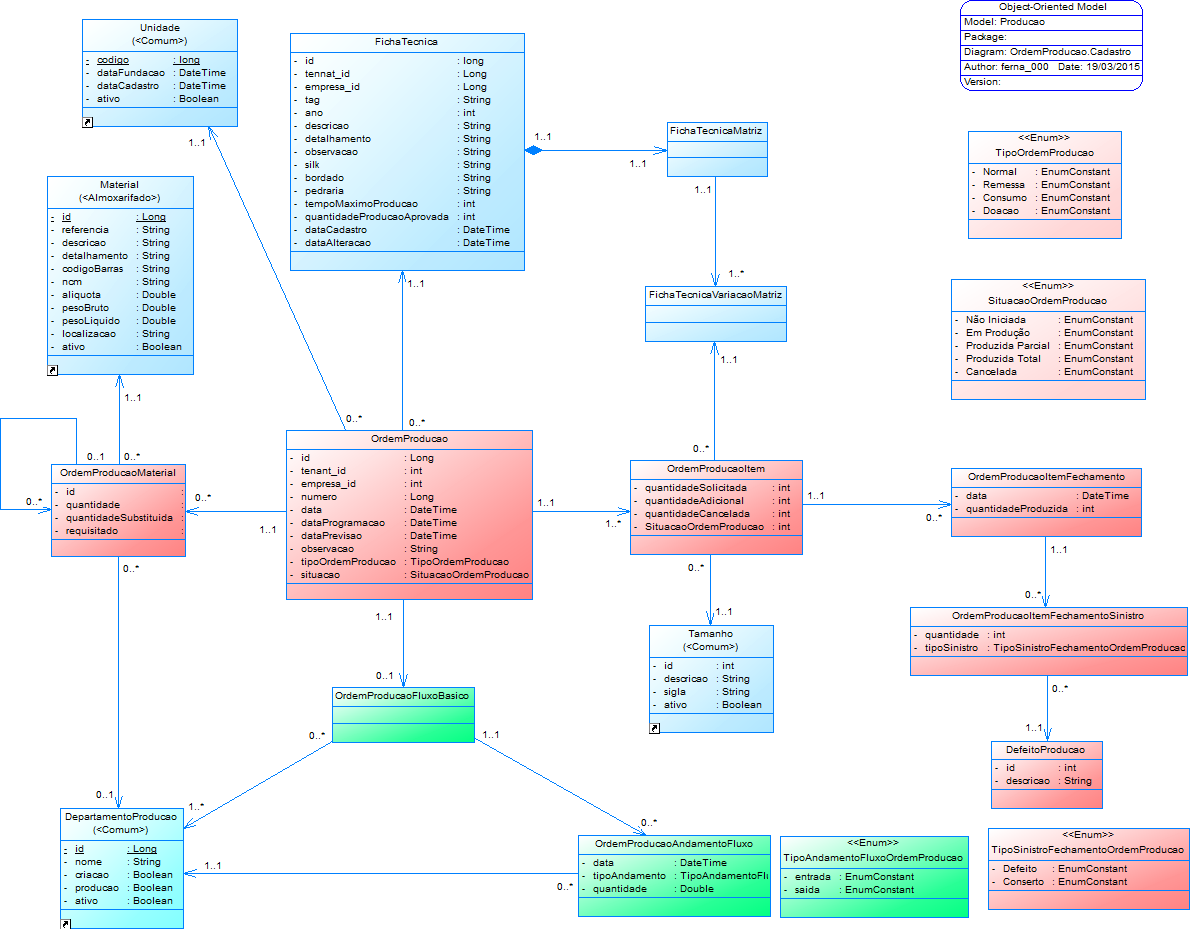 Object-Oriented Model
Model: Producao
Package:
Diagram: OrdemProducao.Cadastro
Author: ferna_000 Date: 19/03/2015
Version:
Unidade
(<Comum>)
- codigo : long
- dataFundacao : DateTime
- dataCadastro : DateTime
- ativo : Boolean
1..1
FichaTecnica
- id : long
- tennat_id : Long
- empresa_id : Long
- tag : String
- ano : int
- descricao : String
- detalhamento : String
- observacao : String
- silk : String
- bordado : String
- pedraria : String
- tempoMaximoProducao : int
- quantidadeProducaoAprovada : int
- dataCadastro : DateTime
- dataAlteracao : DateTime
1..1
1..1
1..1
FichaTecnicaMatriz
1..1
1..*
FichaTecnicaVariacaoMatriz
1..1
<<Enum>>
TipoOrdemProducao
- Normal : EnumConstant
- Remessa : EnumConstant
- Consumo : EnumConstant
- Doacao : EnumConstant
Material
(<Almoxarifado>)
- id : Long
- referencia : String
- descricao : String
- detalhamento : String
- codigoBarras : String
- ncm : String
- aliquota : Double
- pesoBruto : Double
- pesoLiquido : Double
- localizacao : String
- ativo : Boolean
1..1
<<Enum>>
SituacaoOrdemProducao
- Não Iniciada : EnumConstant
- Em Produção : EnumConstant
- Produzida Parcial : EnumConstant
- Produzida Total : EnumConstant
- Cancelada : EnumConstant
0..1
0..*
0..*
OrdemProducaoMaterial
- id :
- quantidade :
- quantidadeSubstituida :
- requisitado :
0..*
1..1
0..*
0..*
0..*
OrdemProducao
- id : Long
- tenant_id : int
- empresa_id : int
- numero : Long
- data : DateTime
- dataProgramacao : DateTime
- dataPrevisao : DateTime
- observacao : String
- tipoOrdemProducao : TipoOrdemProducao
- situacao : SituacaoOrdemProducao
1..1
1..*
0..*
OrdemProducaoItem
- quantidadeSolicitada : int
- quantidadeAdicional : int
- quantidadeCancelada : int
- SituacaoOrdemProducao : int
1..1
0..*
OrdemProducaoItemFechamento
- data : DateTime
- quantidadeProduzida : int
1..1
0..*
OrdemProducaoItemFechamentoSinistro
- quantidade : int
- tipoSinistro : TipoSinistroFechamentoOrdemProducao
0..*
1..1
DefeitoProducao
- id : int
- descricao : String
0..*
1..1
Tamanho
(<Comum>)
- id : int
- descricao : String
- sigla : String
- ativo : Boolean
1..1
0..1
OrdemProducaoFluxoBasico
0..*
1..1
0..1
1..*
DepartamentoProducao
(<Comum>)
- id : Long
- nome : String
- criacao : Boolean
- producao : Boolean
- ativo : Boolean
1..1
0..*
0..*
OrdemProducaoAndamentoFluxo
- data : DateTime
- tipoAndamento : TipoAndamentoFl
- quantidade : Double
<<Enum>>
TipoAndamentoFluxoOrdemProducao
- entrada : EnumConstant
- saida : EnumConstant
<<Enum>>
TipoSinistroFechamentoOrdemProducao
- Defeito : EnumConstant
- Conserto : EnumConstant